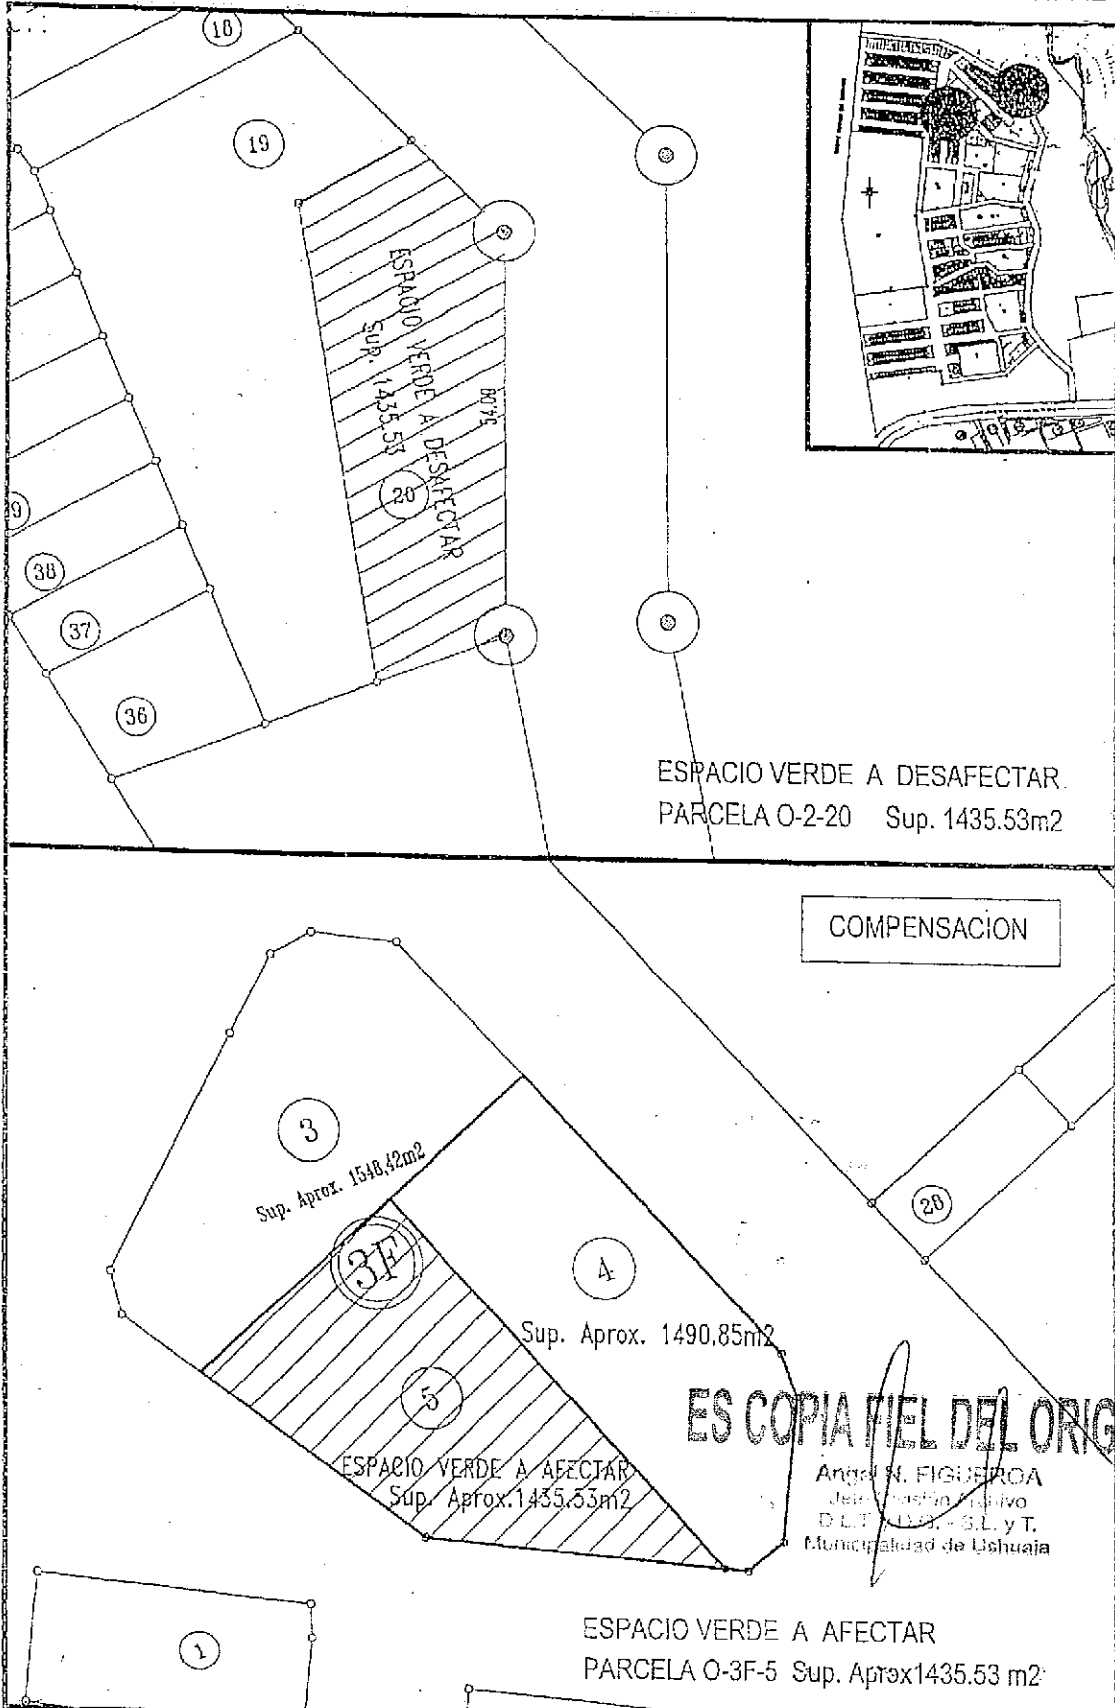 18
19
ESPACIO VERDE A DESAFECTAR
SUP. 1435.53
34.00
20
39
38
37
36
ESPACIO VERDE A DESAFECTAR.
PARCELA O-2-20 Sup. 1435.53m2
COMPENSACION
3
Sup. Aprox. 1548,42m2
3F
28
4
Sup. Aprox. 1490,85m2
5
ESPACIO VERDE A AFECTAR
Sup. Aprox.1435.53m2
ES COPIA FIEL DEL ORIG
Angel N. FIGUEROA
D.L.T. - S.L. y T.
Municipalidad de Ushuaia
1
ESPACIO VERDE A AFECTAR
PARCELA O-3F-5 Sup. Aprox1435.53 m2